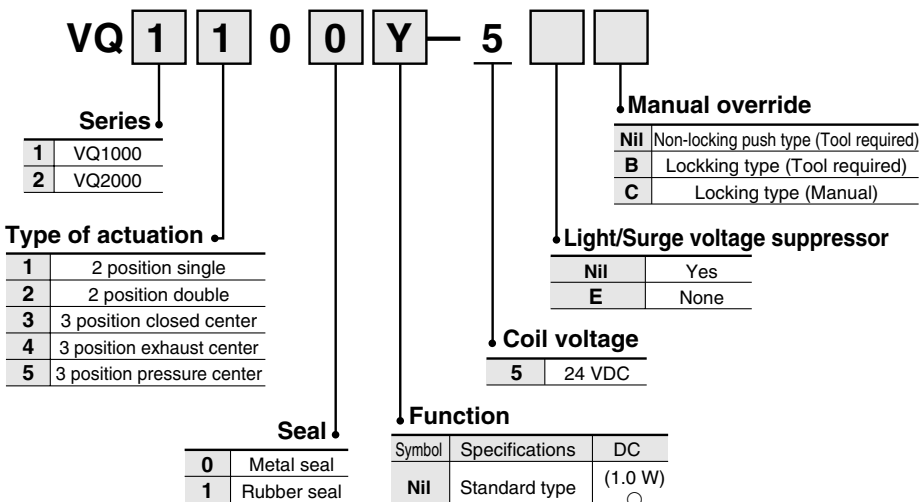 VQ 1 1 0 0 Y — 5
Series
1 VQ1000
2 VQ2000
Type of actuation
1 2 position single
2 2 position double
3 3 position closed center
4 3 position exhaust center
5 3 position pressure center
Seal
0 Metal seal
1 Rubber seal
Function
Symbol Specifications DC
Nil Standard type (1.0 W)
Coil voltage
5 24 VDC
Light/Surge voltage suppressor
Nil Yes
E None
Manual override
Nil Non-locking push type (Tool required)
B Lockking type (Tool required)
C Locking type (Manual)